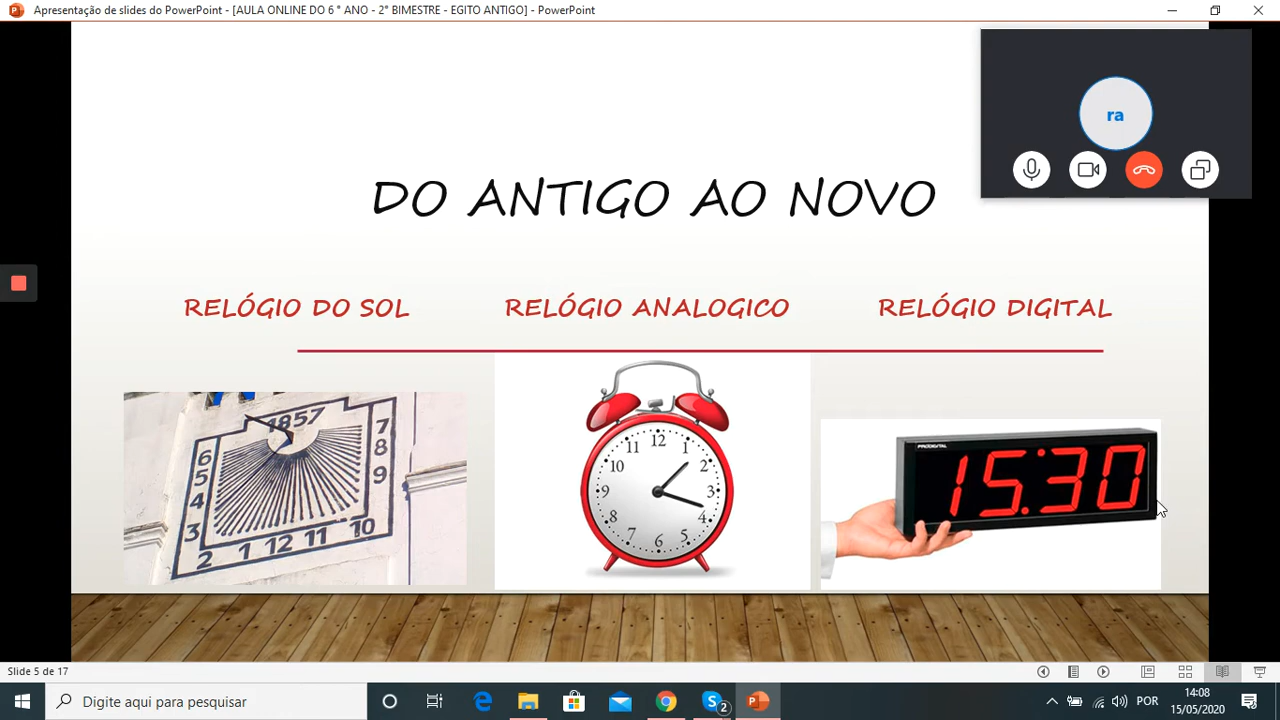 Apresentação de slides do PowerPoint - [AULA ONLINE DO 6 ° ANO - 2° BIMESTRE - EGITO ANTIGO] - PowerPoint
ra
DO ANTIGO AO NOVO
RELÓGIO DO SOL
RELÓGIO ANALOGICO
RELÓGIO DIGITAL
1857
6
5
4
3
2 1 12 11 10
7
8
9
12
1
2
3
4
5
6
7
8
9
10
11
PRODIGITAL
15:30
Slide 5 de 17
Digite aqui para pesquisar
2
POR
14:08
15/05/2020